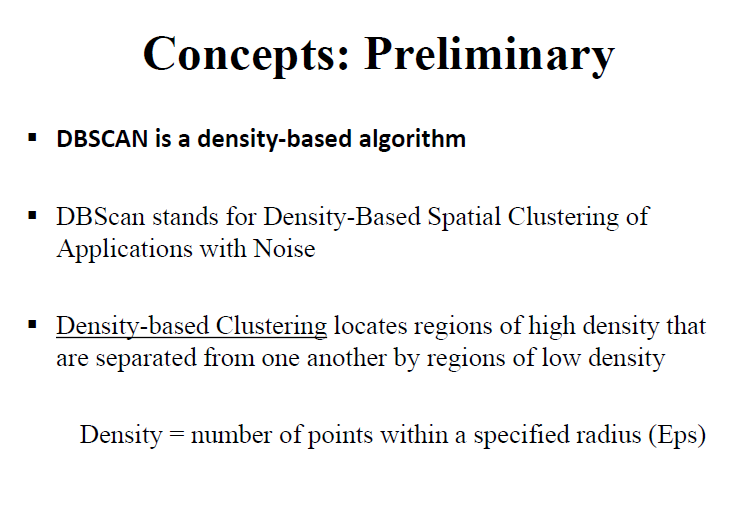 Concepts: Preliminary
▪ DBSCAN is a density-based algorithm
▪ DBScan stands for Density-Based Spatial Clustering of
Applications with Noise
▪ Density-based Clustering locates regions of high density that
are separated from one another by regions of low density
Density = number of points within a specified radius (Eps)